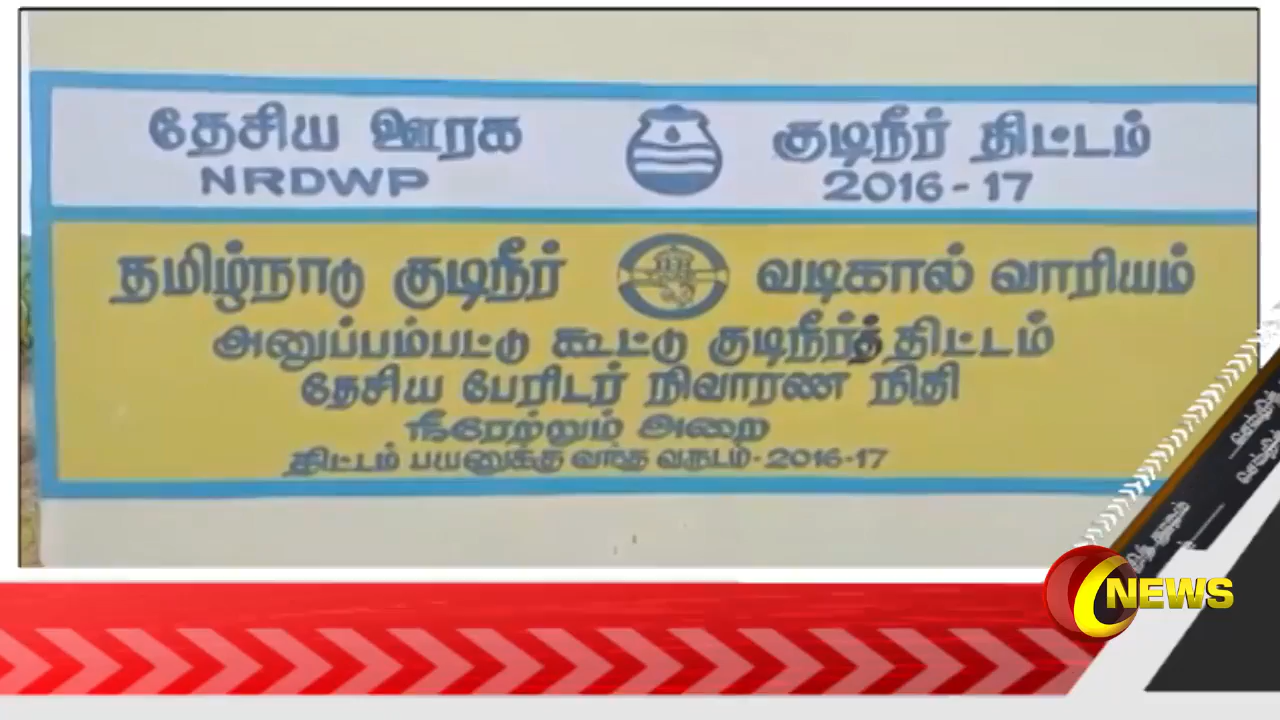 தேசிய ஊரக குடிநீர் திட்டம்
NRDWP 2016-17
தமிழ்நாடு குடிநீர் வடிகால் வாரியம்
அனுப்பம்பட்டு கூட்டு குடிநீர்த் திட்டம்
தேசிய பேரிடர் நிவாரண நிதி
நீரேற்றும் அறை
திட்டம் பயனுக்கு வந்த வருடம்-2016-17
C NEWS